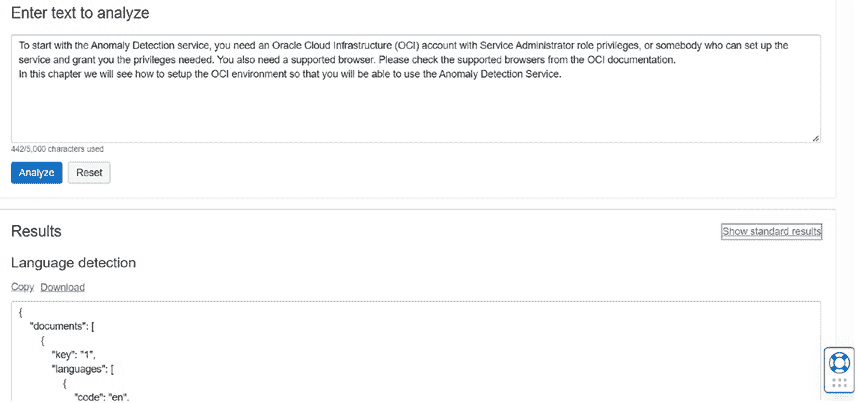 Enter text to analyze
To start with the Anomaly Detection service, you need an Oracle Cloud Infrastructure (OCI) account with Service Administrator role privileges, or somebody who can set up the
service and grant you the privileges needed. You also need a supported browser. Please check the supported browsers from the OCI documentation.
In this chapter we will see how to setup the OCI environment so that you will be able to use the Anomaly Detection Service.
442/5,000 characters used
Analyze Reset
Results Show standard results
Language detection
Copy Download
{
"documents": [
{
"key": "1",
"languages": [
{
"code": "en",